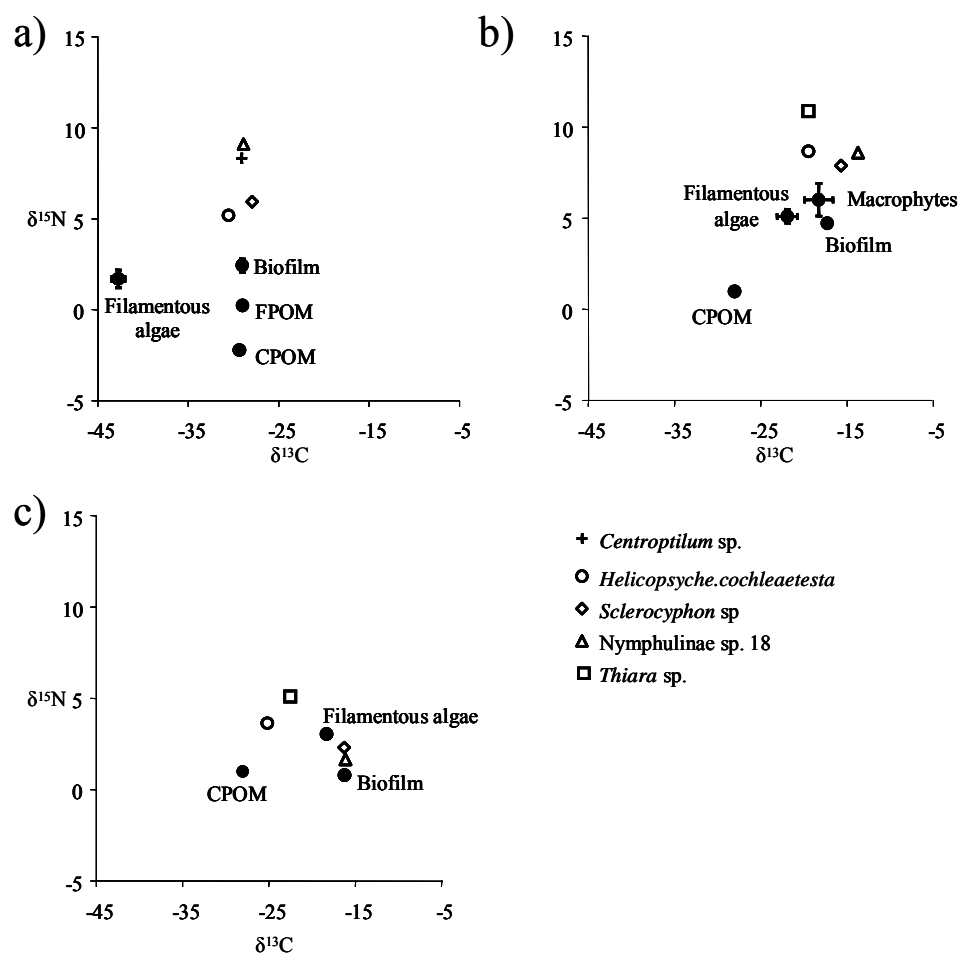 a)
15
10
δ¹⁵N 5
0
-5
-45 -35 -25 -15 -5
δ¹³C
Biofilm
FPOM
CPOM
Filamentous
algae
b)
15
10
5
0
-5
-45 -35 -25 -15 -5
δ¹³C
Filamentous
algae
Macrophytes
Biofilm
CPOM
c)
15
10
δ¹⁵N 5
0
-5
-45 -35 -25 -15 -5
δ¹³C
Filamentous algae
Biofilm
CPOM
Centroptilum sp.
Helicopsyche.cochleaetesta
Sclerocyphon sp
Nymphulinae sp. 18
Thiara sp.